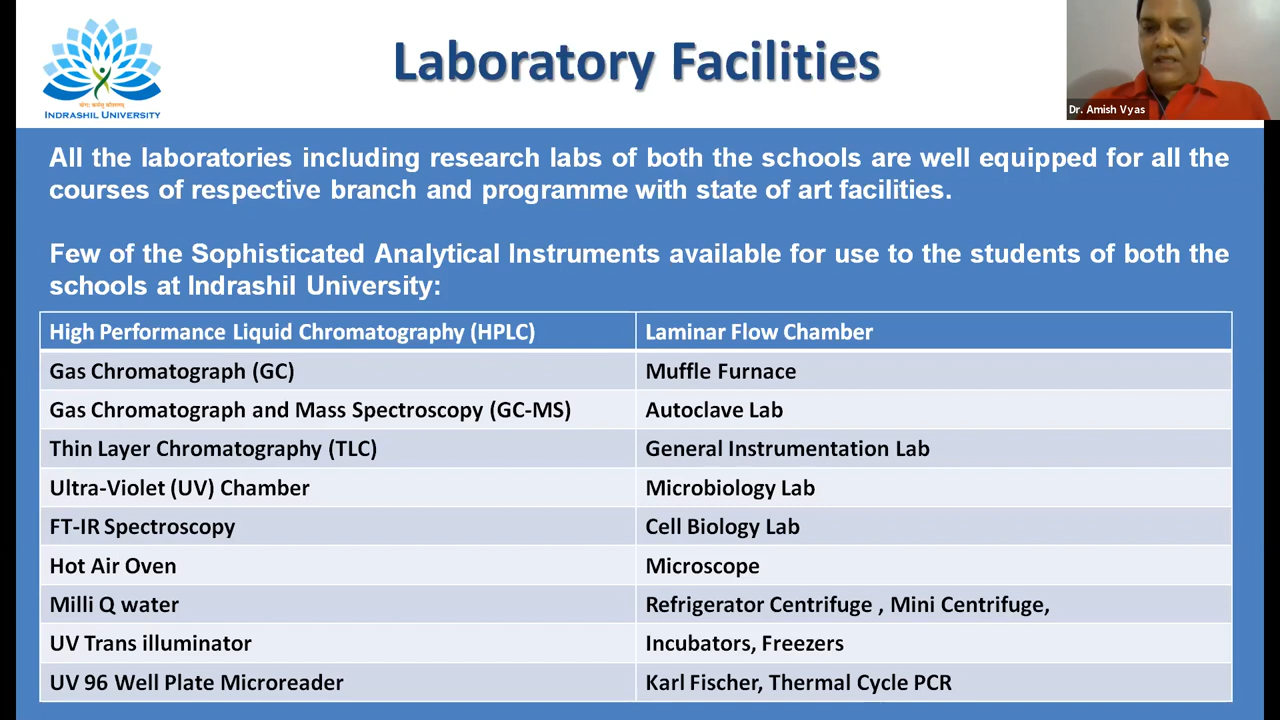 Laboratory Facilities
योगः कर्मसु कौशलम्
INDRASHIL UNIVERSITY
Dr. Amish Vyas
All the laboratories including research labs of both the schools are well equipped for all the
courses of respective branch and programme with state of art facilities.
Few of the Sophisticated Analytical Instruments available for use to the students of both the
schools at Indrashil University:
High Performance Liquid Chromatography (HPLC)
Laminar Flow Chamber
Gas Chromatograph (GC)
Muffle Furnace
Gas Chromatograph and Mass Spectroscopy (GC-MS)
Autoclave Lab
Thin Layer Chromatography (TLC)
General Instrumentation Lab
Ultra-Violet (UV) Chamber
Microbiology Lab
FT-IR Spectroscopy
Cell Biology Lab
Hot Air Oven
Microscope
Milli Q water
Refrigerator Centrifuge , Mini Centrifuge,
UV Trans illuminator
Incubators, Freezers
UV 96 Well Plate Microreader
Karl Fischer, Thermal Cycle PCR